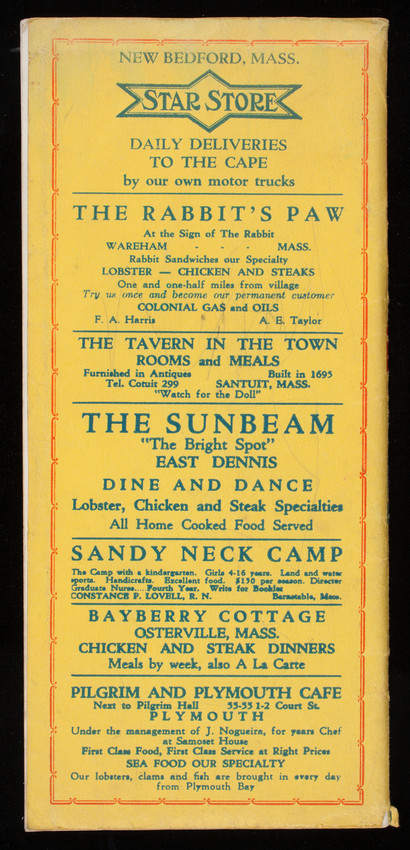 NEW BEDFORD, MASS.
STAR STORE
DAILY DELIVERIES
TO THE CAPE
by our own motor trucks
THE RABBIT'S PAW
At the Sign of The Rabbit
WAREHAM - - - MASS.
Rabbit Sandwiches our Specialty
LOBSTER — CHICKEN AND STEAKS
One and one-half miles from village
Try us once and become our permanent customer
COLONIAL GAS and OILS
F. A. Harris A. E. Taylor
THE TAVERN IN THE TOWN
ROOMS and MEALS
Furnished in Antiques Built in 1695
Tel. Cotuit 299 SANTUIT, MASS.
"Watch for the Doll"
THE SUNBEAM
"The Bright Spot"
EAST DENNIS
DINE AND DANCE
Lobster, Chicken and Steak Specialties
All Home Cooked Food Served
SANDY NECK CAMP
The Camp with a kindergarten. Girls 4-16 years. Land and water
sports. Handicrafts. Excellent food. $150 per season. Director
Graduate Nurse.... Fourth Year. Write for Booklet
CONSTANCE P. LOVELL, R. N. Barnstable, Mass.
BAYBERRY COTTAGE
OSTERVILLE, MASS.
CHICKEN AND STEAK DINNERS
Meals by week, also A La Carte
PILGRIM AND PLYMOUTH CAFE
Next to Pilgrim Hall 55-55 1-2 Court St.
PLYMOUTH
Under the management of J. Nogueira, for years Chef
at Samoset House
First Class Food, First Class Service at Right Prices
SEA FOOD OUR SPECIALTY
Our lobsters, clams and fish are brought in every day
from Plymouth Bay